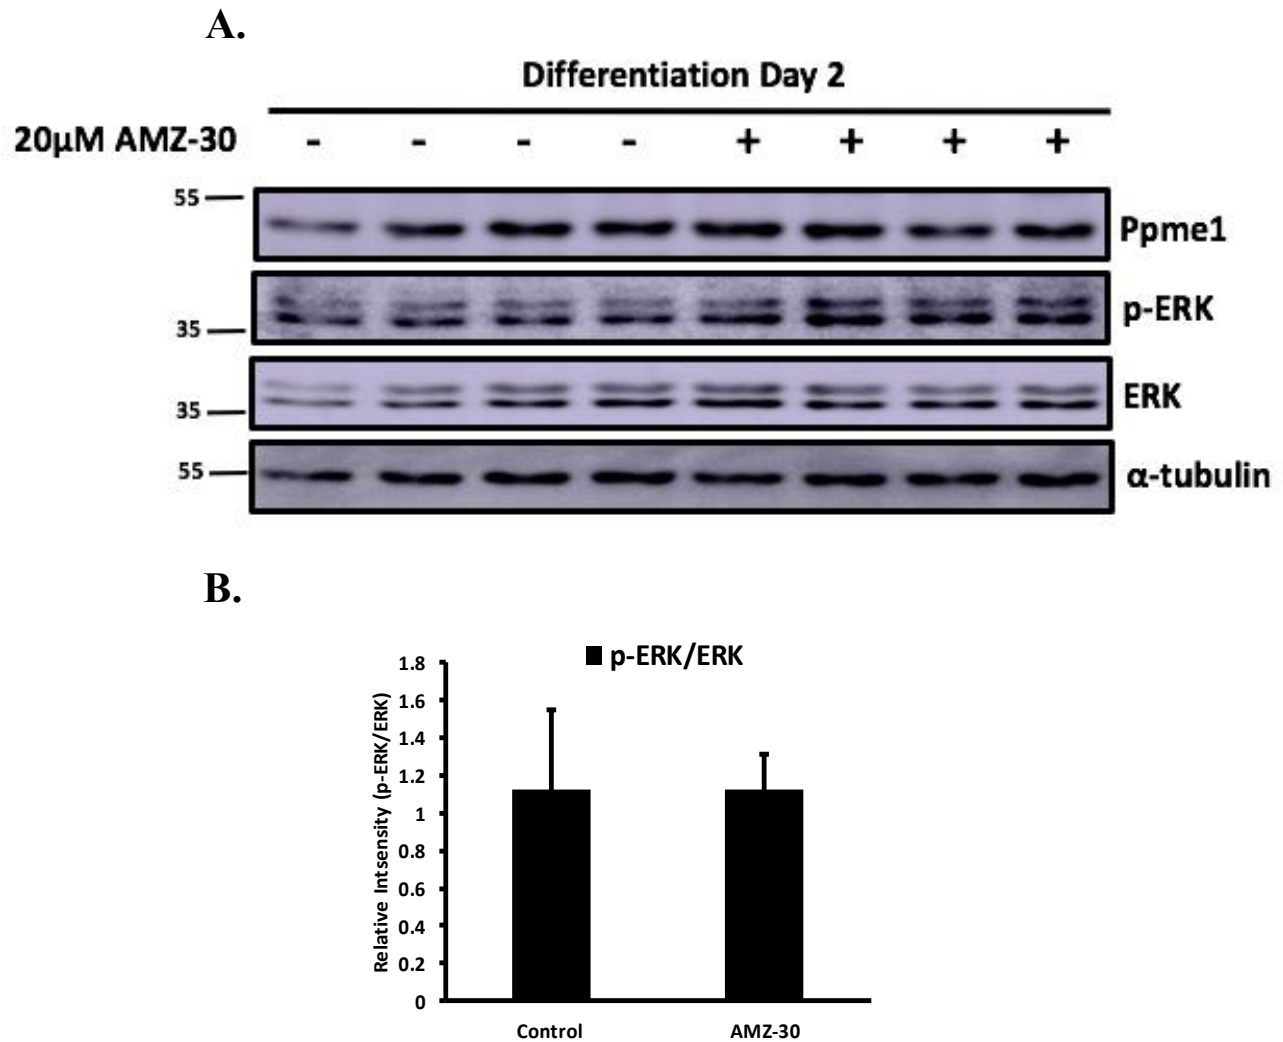 A.
Differentiation Day 2
20µM AMZ-30 - - - - + + + +
55 Ppme1
35 p-ERK
35 ERK
55 α-tubulin
B.
p-ERK/ERK
Relative Intsensity (p-ERK/ERK)
1.8
1.6
1.4
1.2
1
0.8
0.6
0.4
0.2
0
Control AMZ-30